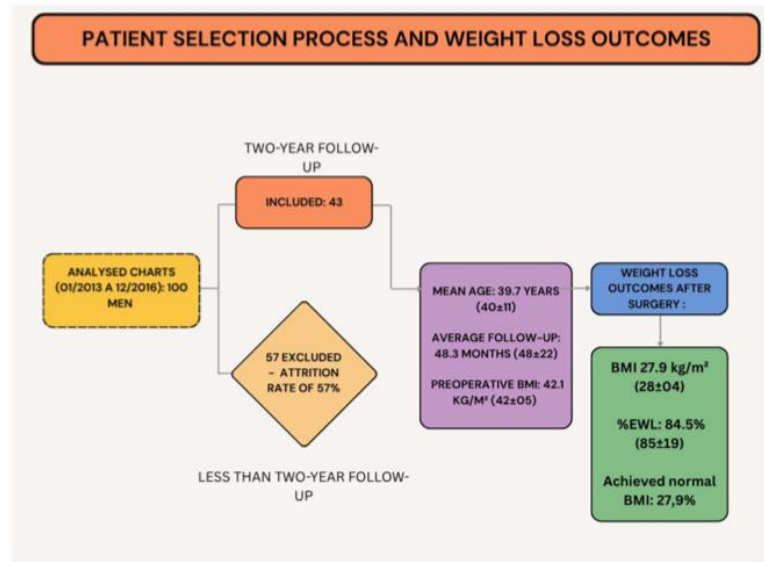 PATIENT SELECTION PROCESS AND WEIGHT LOSS OUTCOMES
TWO-YEAR FOLLOW-
UP
INCLUDED: 43
ANALYSED CHARTS
(01/2013 A 12/2016): 100
MEN
57 EXCLUDED
- ATTRITION
RATE OF 57%
LESS THAN TWO-YEAR FOLLOW-
UP
MEAN AGE: 39.7 YEARS
(40±11)
AVERAGE FOLLOW-UP:
48.3 MONTHS (48±22)
PREOPERATIVE BMI: 42.1
KG/M² (42±05)
WEIGHT LOSS
OUTCOMES AFTER
SURGERY :
BMI 27.9 kg/m²
(28±04)
%EWL: 84.5%
(85±19)
Achieved normal
BMI: 27,9%